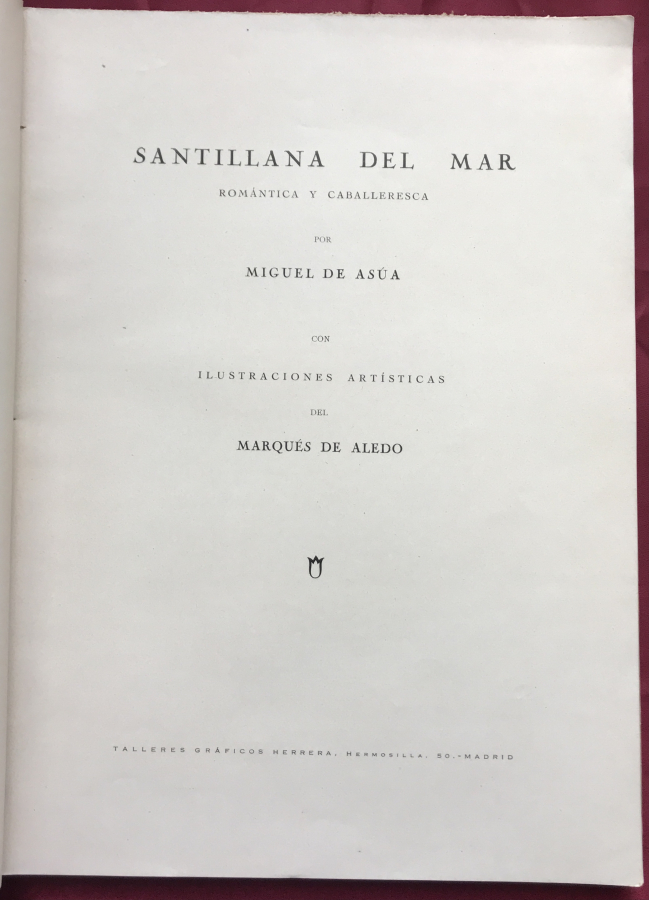 SANTILLANA DEL MAR
ROMÁNTICA Y CABALLERESCA
POR
MIGUEL DE ASÚA
CON
ILUSTRACIONES ARTÍSTICAS
DEL
MARQUÉS DE ALEDO
TALLERES GRÁFICOS HERRERA, HERMOSILLA, 50.-MADRID